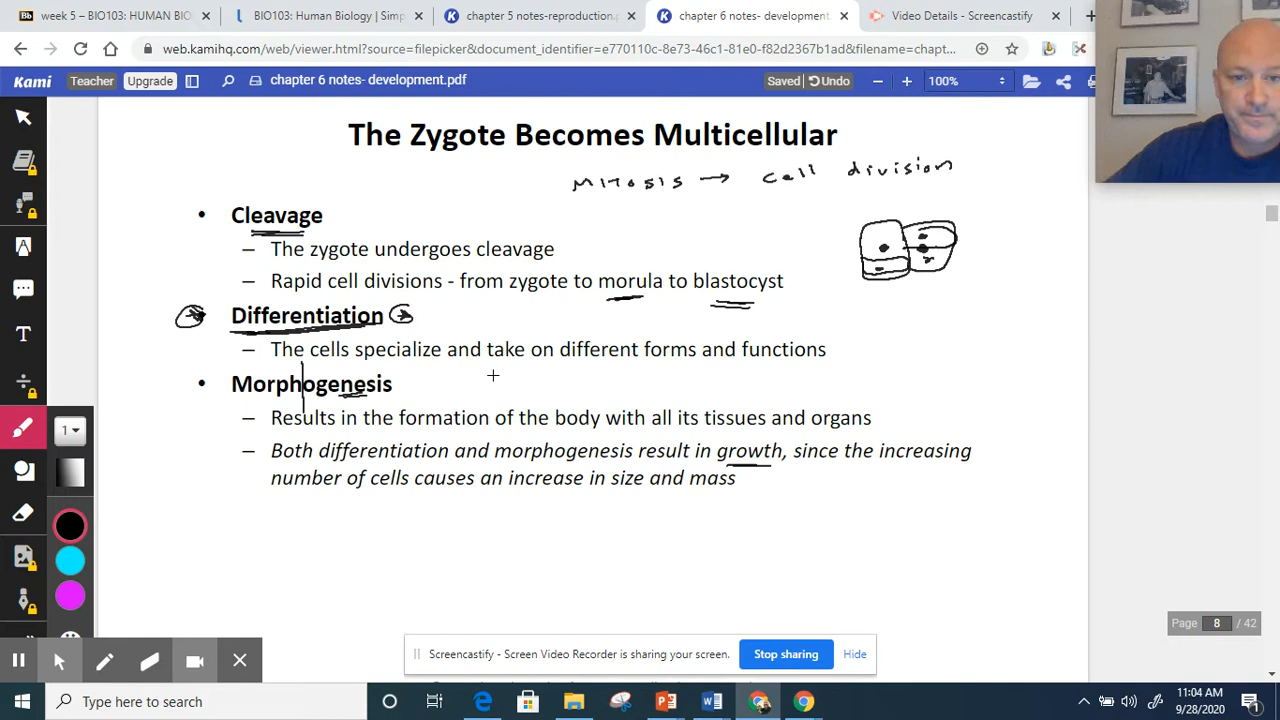 week 5 – BIO103: HUMAN BIO
BIO103: Human Biology | Simp
chapter 5 notes-reproduction.p
chapter 6 notes- development
Video Details - Screencastify
web.kamihq.com/web/viewer.html?source=filepicker&document_identifier=e770110c-8e73-46c1-81e0-f82d2367b1ad&filename=chapt...
Kami Teacher Upgrade chapter 6 notes- development.pdf Saved Undo 100%
The Zygote Becomes Multicellular
MITOSIS → cell division
• Cleavage
– The zygote undergoes cleavage
– Rapid cell divisions - from zygote to morula to blastocyst
Differentiation
– The cells specialize and take on different forms and functions
• Morphogenesis
– Results in the formation of the body with all its tissues and organs
– Both differentiation and morphogenesis result in growth, since the increasing
number of cells causes an increase in size and mass
1
Page 8 / 42
Screencastify - Screen Video Recorder is sharing your screen. Stop sharing Hide
Type here to search
11:04 AM
9/28/2020